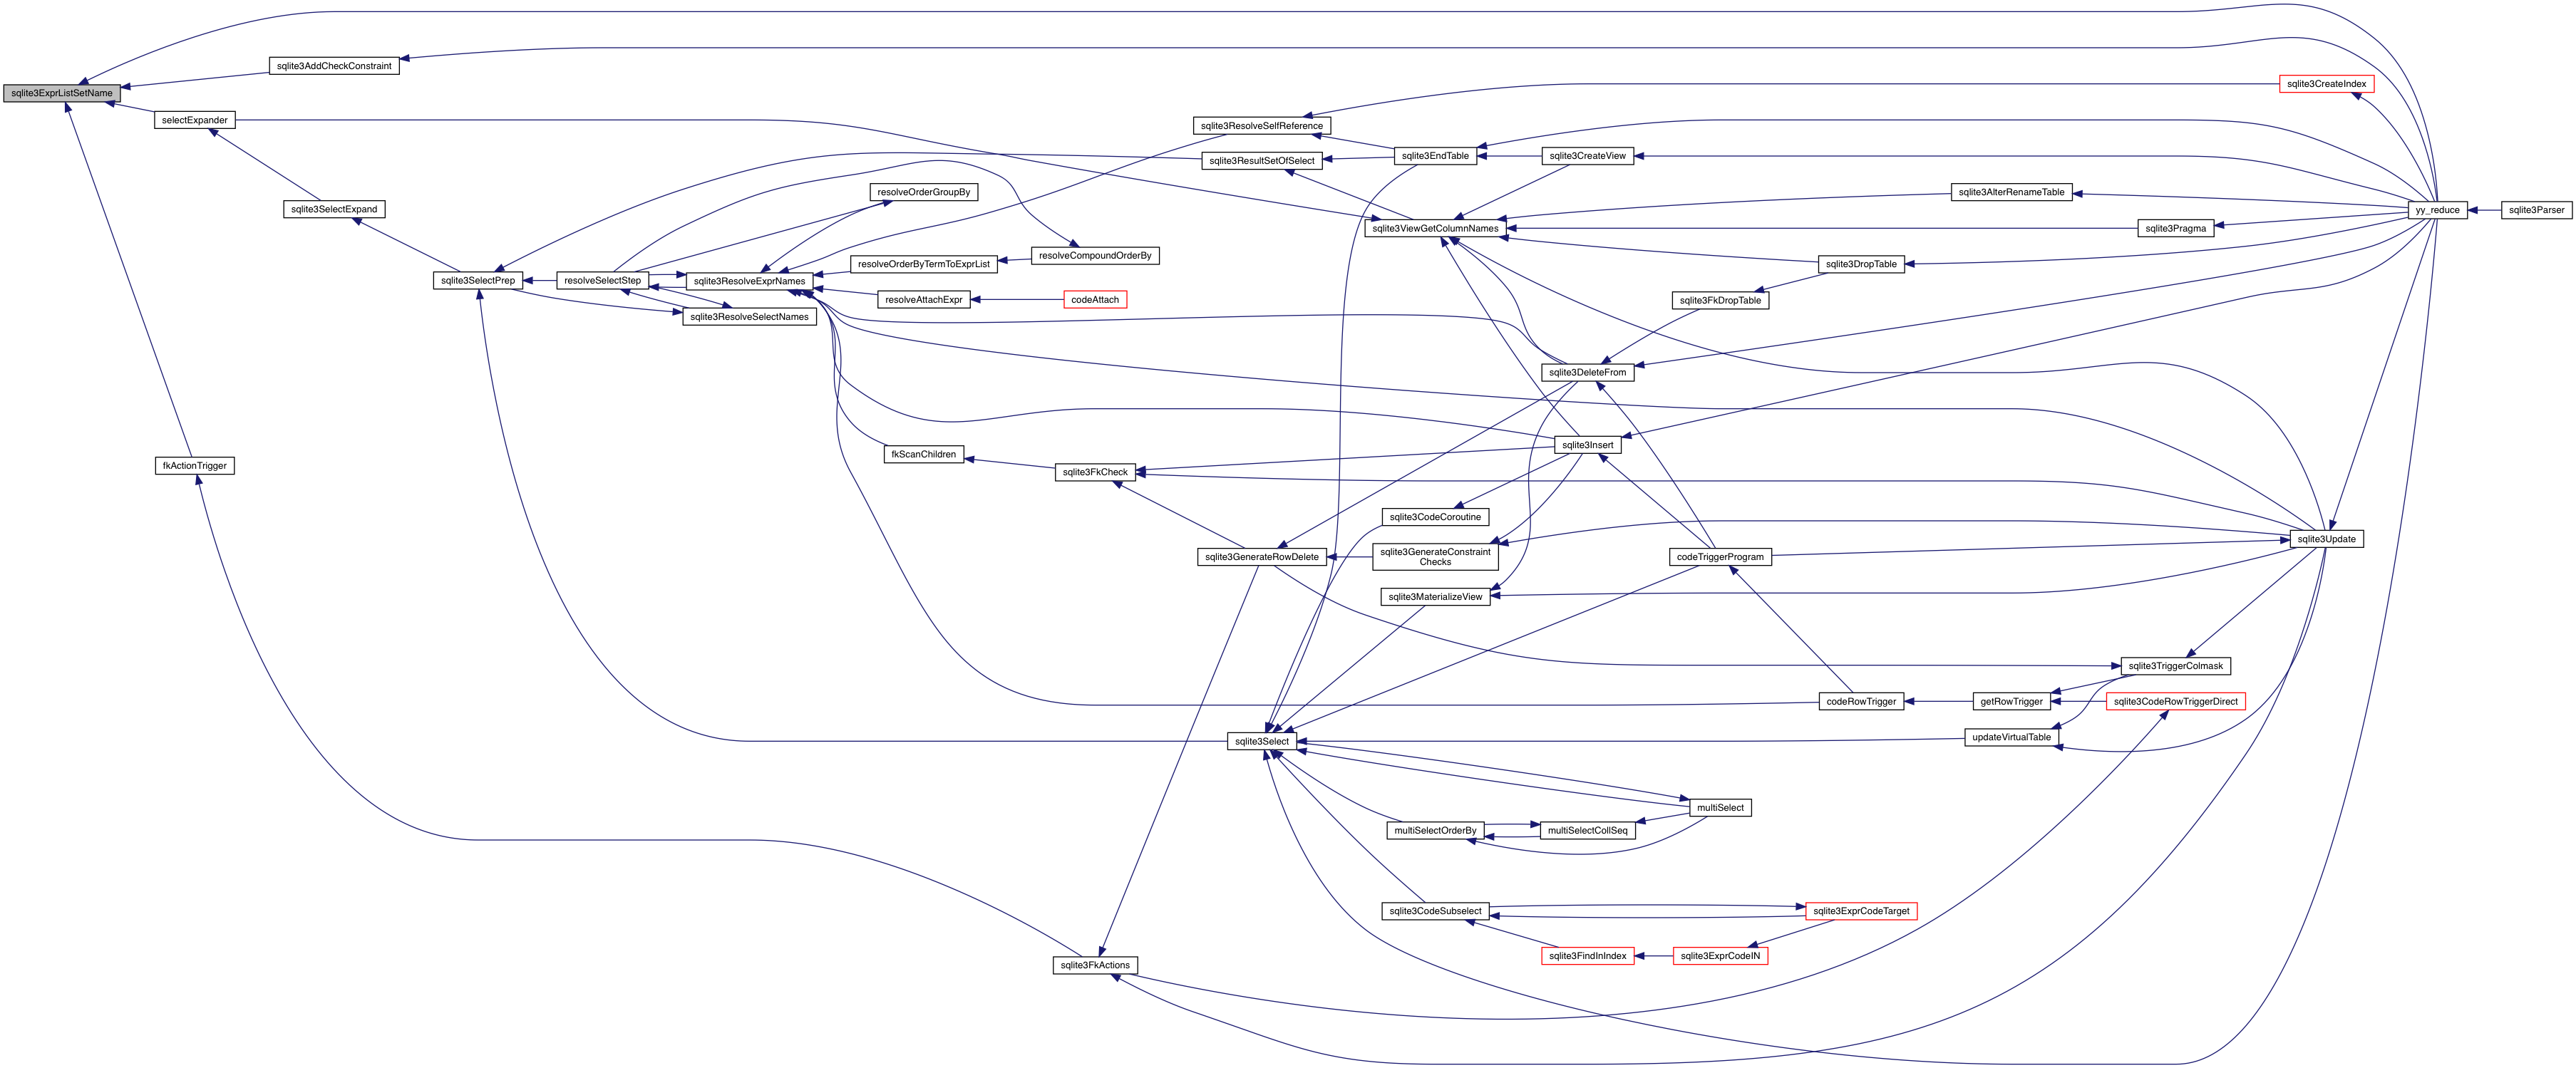 sqlite3ExprListSetName
sqlite3AddCheckConstraint
selectExpander
fkActionTrigger
sqlite3SelectExpand
sqlite3SelectPrep
resolveSelectStep
sqlite3ResolveExprNames
sqlite3ResolveSelectNames
resolveOrderGroupBy
resolveOrderByTermToExprList
resolveAttachExpr
resolveCompoundOrderBy
codeAttach
fkScanChildren
sqlite3FkCheck
sqlite3FkActions
sqlite3ResolveSelfReference
sqlite3ResultSetOfSelect
sqlite3GenerateRowDelete
sqlite3Select
sqlite3EndTable
sqlite3ViewGetColumnNames
sqlite3CodeCoroutine
sqlite3GenerateConstraint
Checks
sqlite3MaterializeView
multiSelectOrderBy
sqlite3CodeSubselect
sqlite3CreateView
sqlite3DeleteFrom
sqlite3Insert
multiSelectCollSeq
sqlite3FindInIndex
sqlite3FkDropTable
codeTriggerProgram
multiSelect
sqlite3ExprCodeIN
sqlite3DropTable
codeRowTrigger
sqlite3ExprCodeTarget
sqlite3AlterRenameTable
getRowTrigger
updateVirtualTable
sqlite3Pragma
sqlite3TriggerColmask
sqlite3CodeRowTriggerDirect
sqlite3CreateIndex
sqlite3Update
yy_reduce
sqlite3Parser